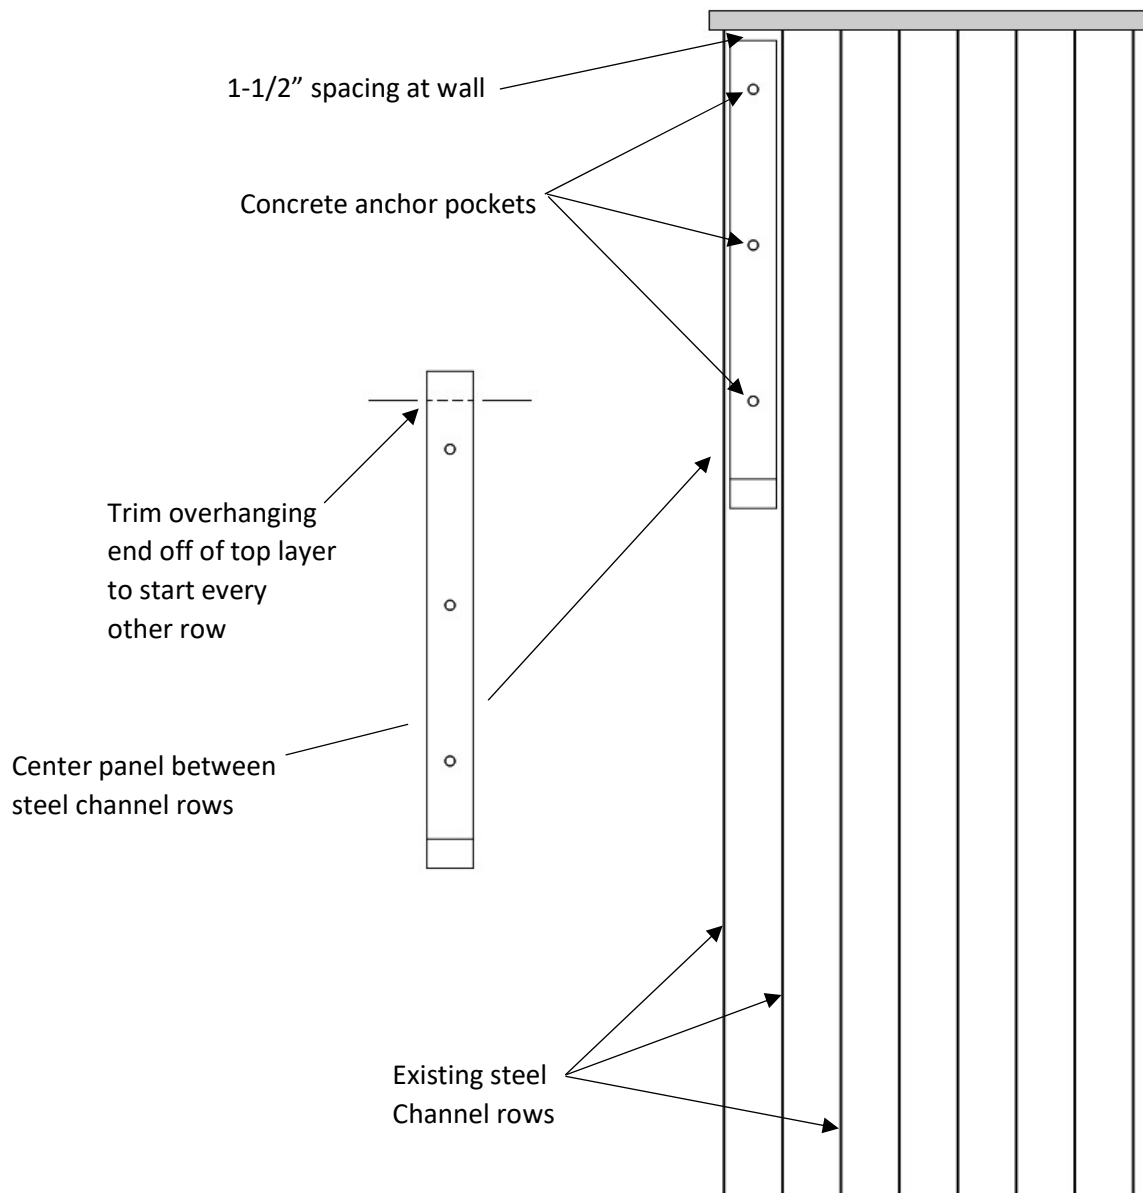 1-1/2” spacing at wall
Concrete anchor pockets
Trim overhanging
end off of top layer
to start every
other row
Center panel between
steel channel rows
Existing steel
Channel rows